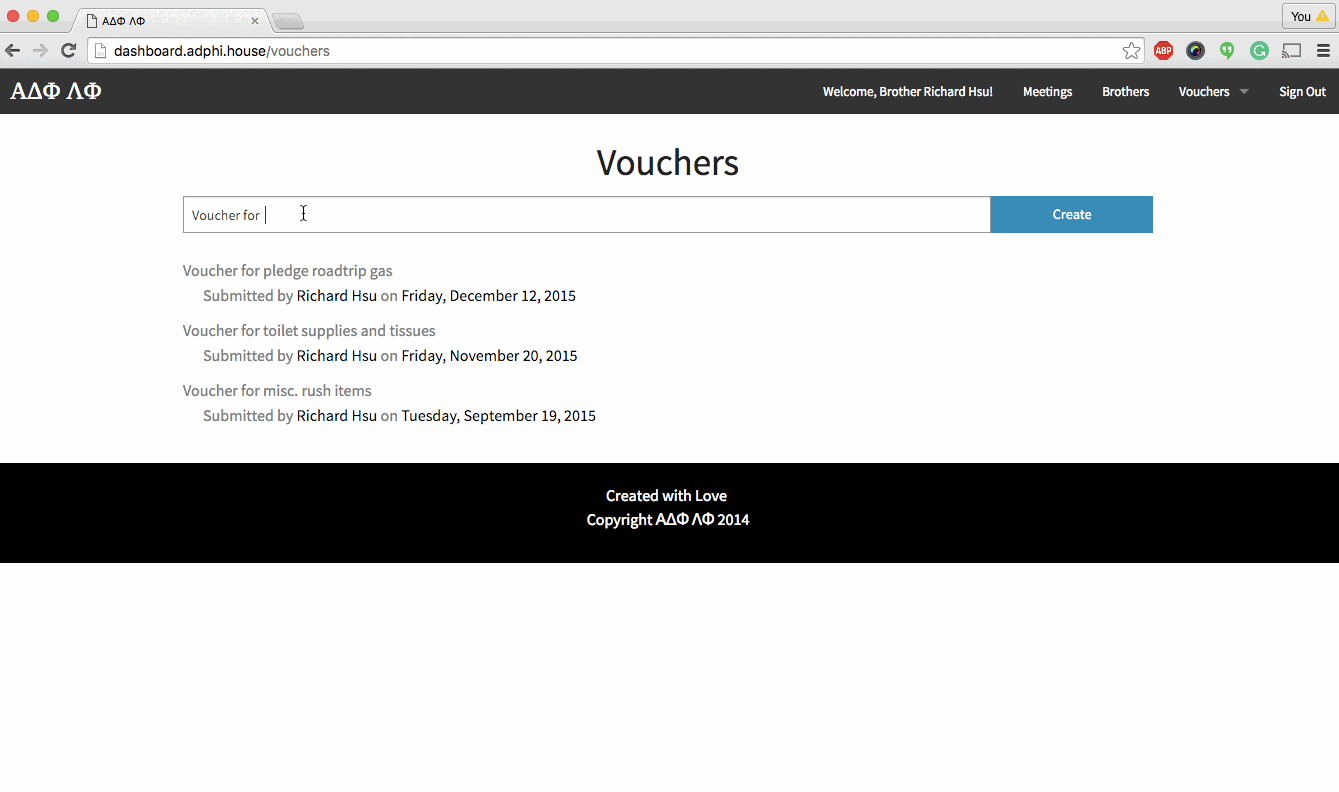 ΑΔΦ ΛΦ
You
dashboard.adphi.house/vouchers
ABP
ΑΔΦ ΛΦ
Welcome, Brother Richard Hsu!
Meetings
Brothers
Vouchers
Sign Out
Vouchers
Voucher for
Create
Voucher for pledge roadtrip gas
Submitted by Richard Hsu on Friday, December 12, 2015
Voucher for toilet supplies and tissues
Submitted by Richard Hsu on Friday, November 20, 2015
Voucher for misc. rush items
Submitted by Richard Hsu on Tuesday, September 19, 2015
Created with Love
Copyright ΑΔΦ ΛΦ 2014